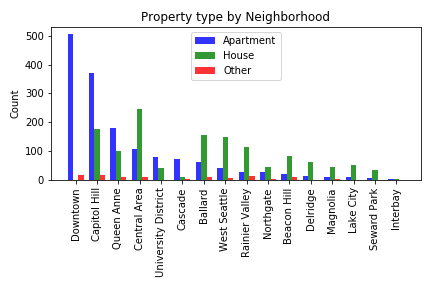 Property type by Neighborhood
Apartment
House
Other
Count
500
400
300
200
100
0
Downtown
Capitol Hill
Queen Anne
Central Area
University District
Cascade
Ballard
West Seattle
Rainier Valley
Northgate
Beacon Hill
Delridge
Magnolia
Lake City
Seward Park
Interbay